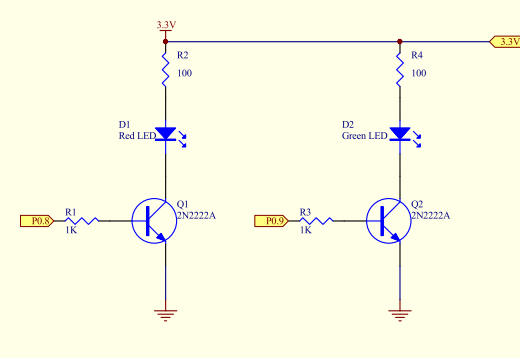 3.3V
3.3V
R2
100
R4
100
D1
Red LED
D2
Green LED
Q1
2N2222A
Q2
2N2222A
P0.8
R1
1K
P0.9
R3
1K